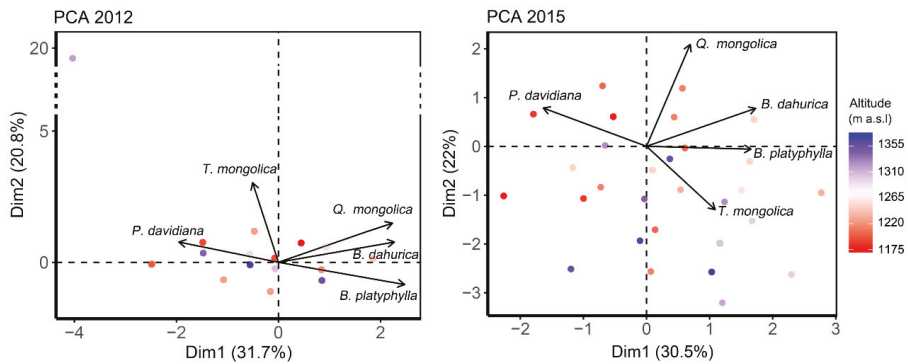 PCA 2012
20
5
0
Dim2 (20.8%)
T. mongolica
P. davidiana
Q. mongolica
B. dahurica
B. platyphylla
−4
−2
0
2
Dim1 (31.7%)
PCA 2015
2
1
0
−1
−2
−3
Dim2 (22%)
Q. mongolica
P. davidiana
B. dahurica
B. platyphylla
T. mongolica
−2
−1
0
1
2
3
Dim1 (30.5%)
Altitude
(m a.s.l)
1355
1310
1265
1220
1175